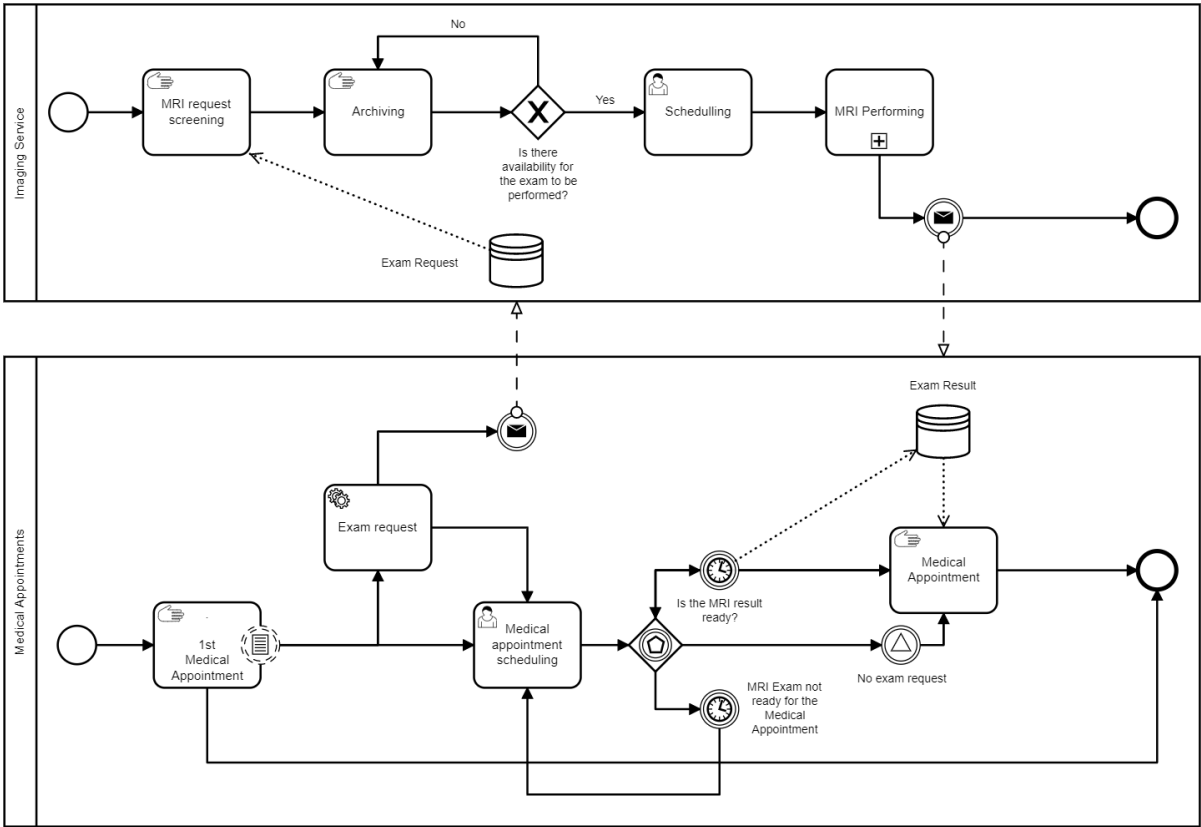 Imaging Service
No
MRI request
screening
Archiving
Yes
Schedulling
MRI Performing
Is there
availability for
the exam to be
performed?
Exam Request
Medical Appointments
Exam Result
Exam request
Medical
Appointment
Is the MRI result
ready?
1st
Medical
Appointment
Medical
appointment
scheduling
No exam request
MRI Exam not
ready for the
Medical
Appointment